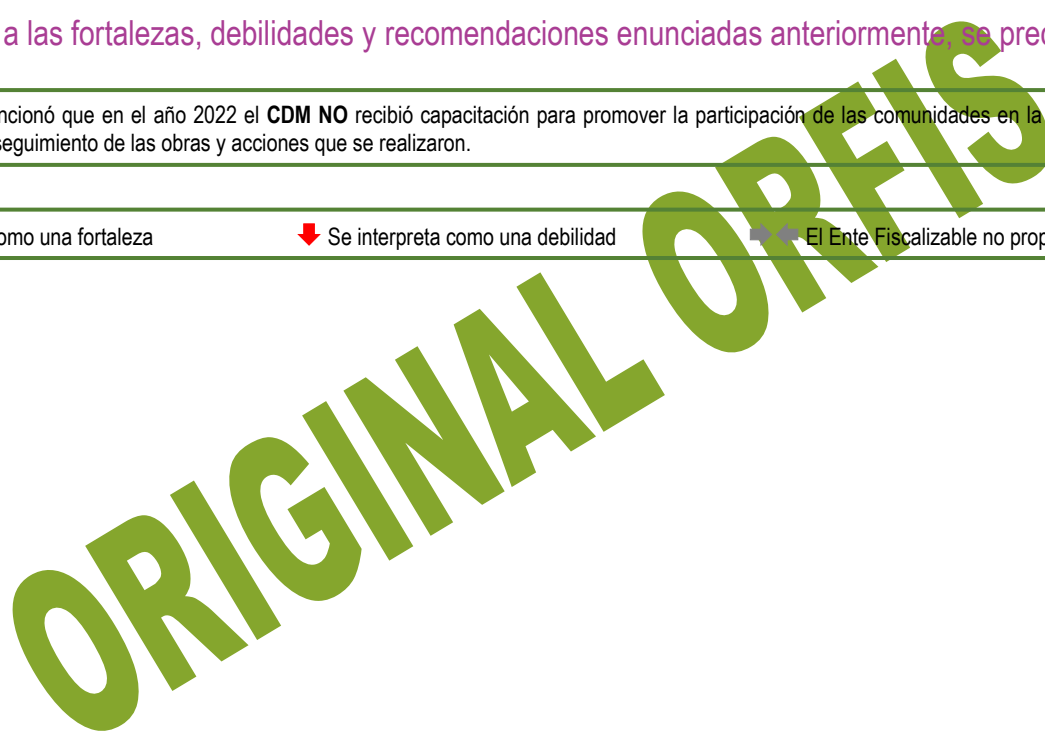 a las fortalezas, debilidades y recomendaciones enunciadas anteriormente, se prec
ncionó que en el año 2022 el CDM NO recibió capacitación para promover la participación de las comunidades en la
seguimiento de las obras y acciones que se realizaron.
omo una fortaleza Se interpreta como una debilidad El Ente Fiscalizable no prop
ORIGINAL ORFIS